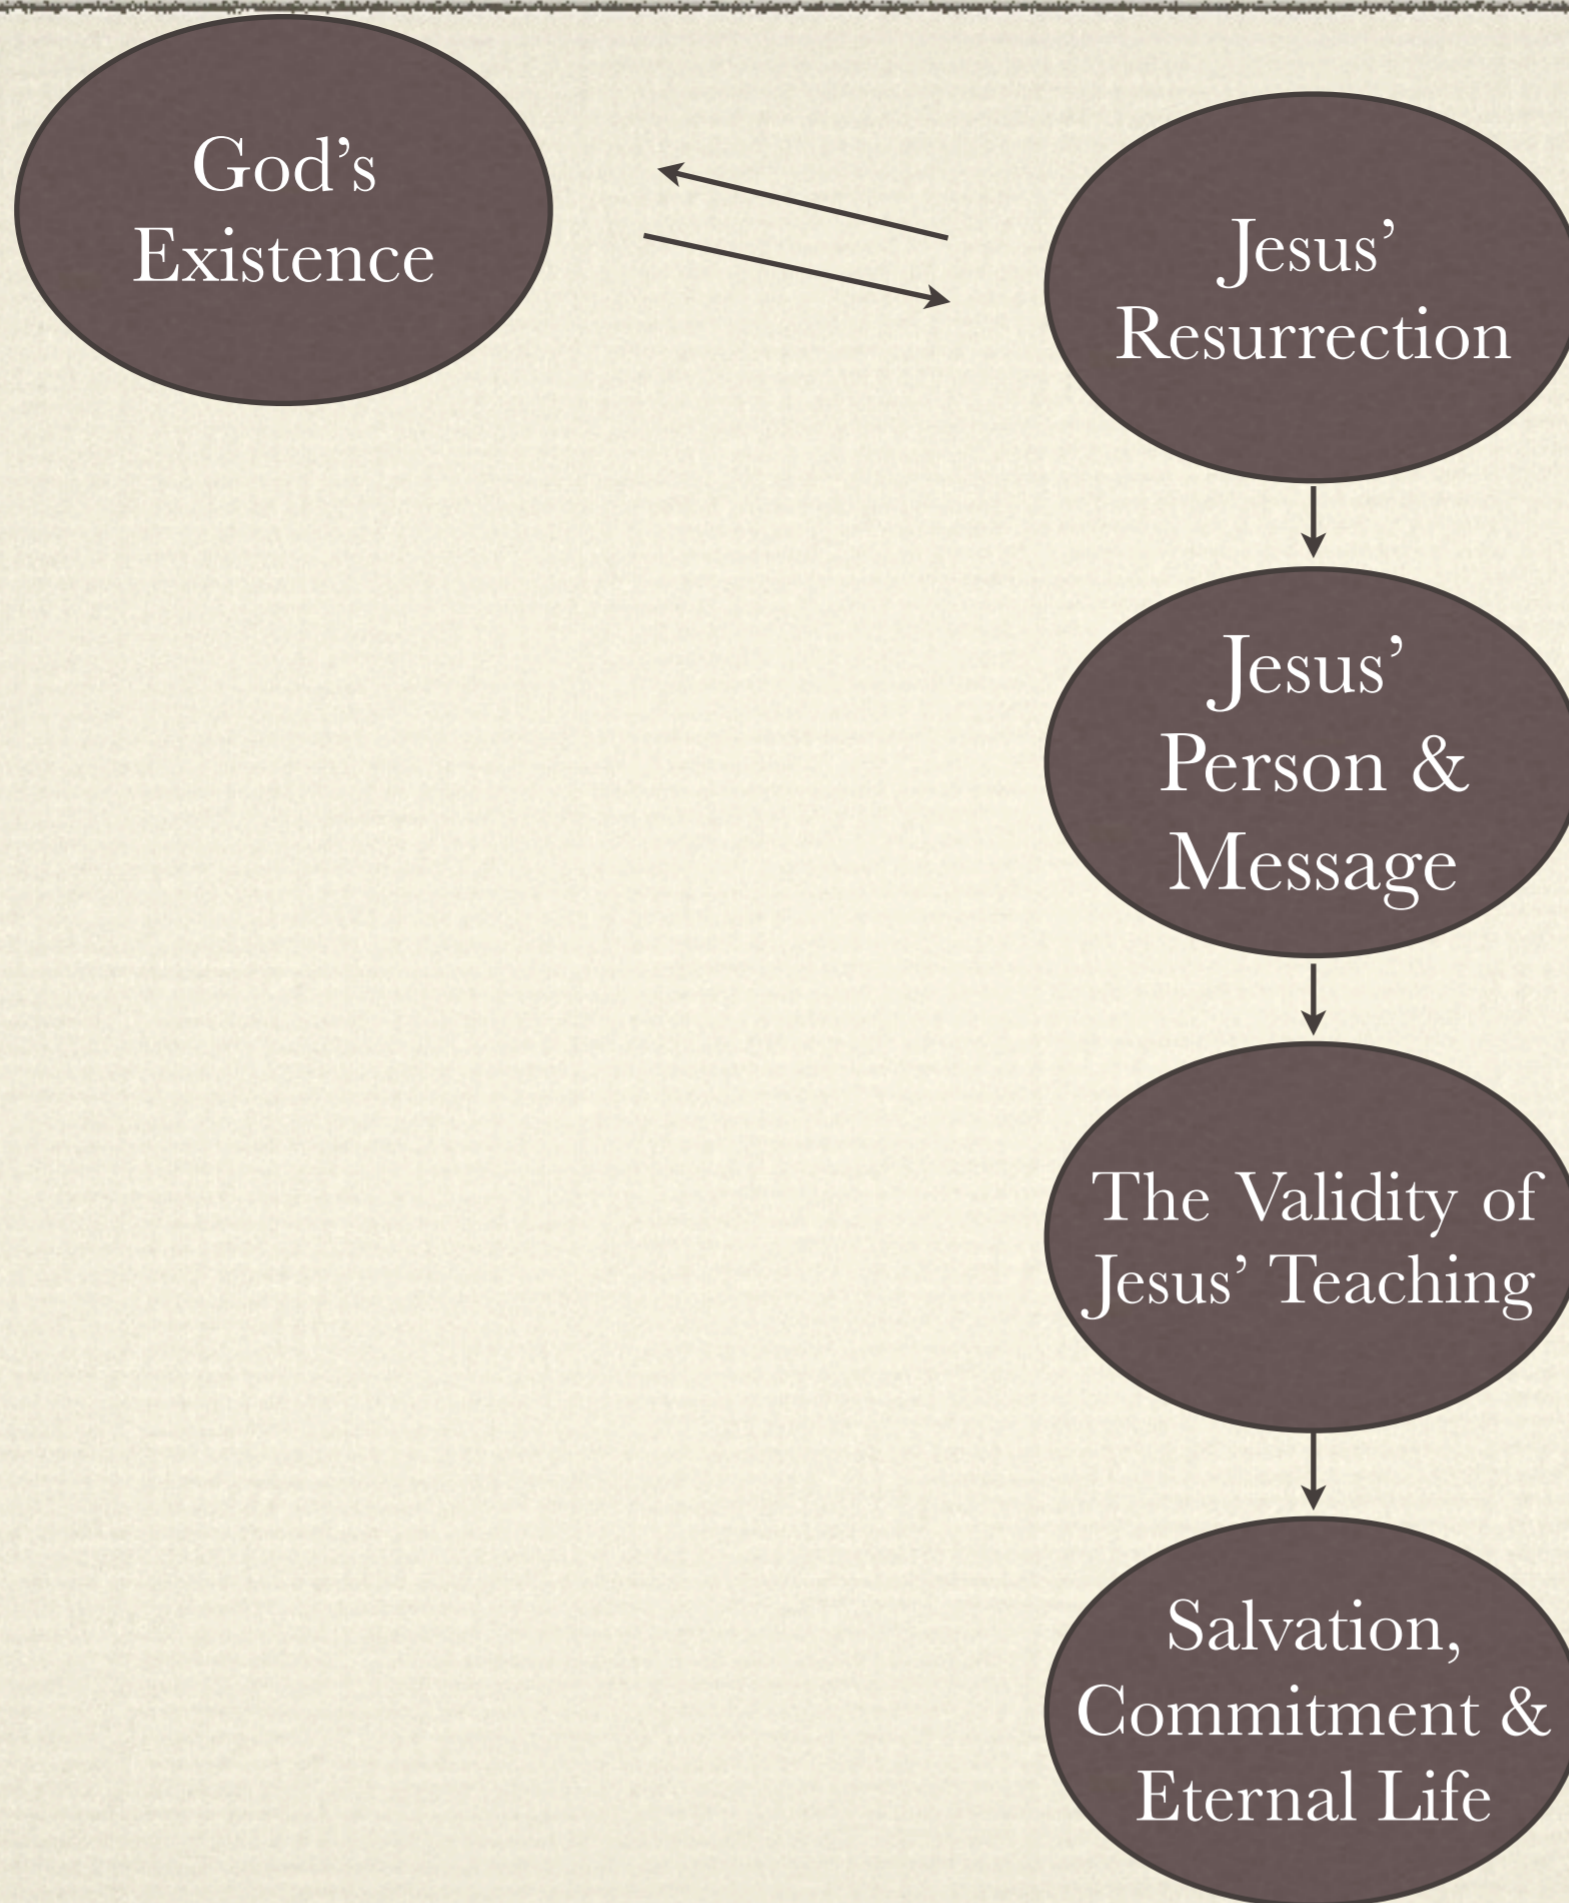 God’s
Existence
Jesus’
Resurrection
Jesus’
Person &
Message
The Validity of
Jesus’ Teaching
Salvation,
Commitment &
Eternal Life